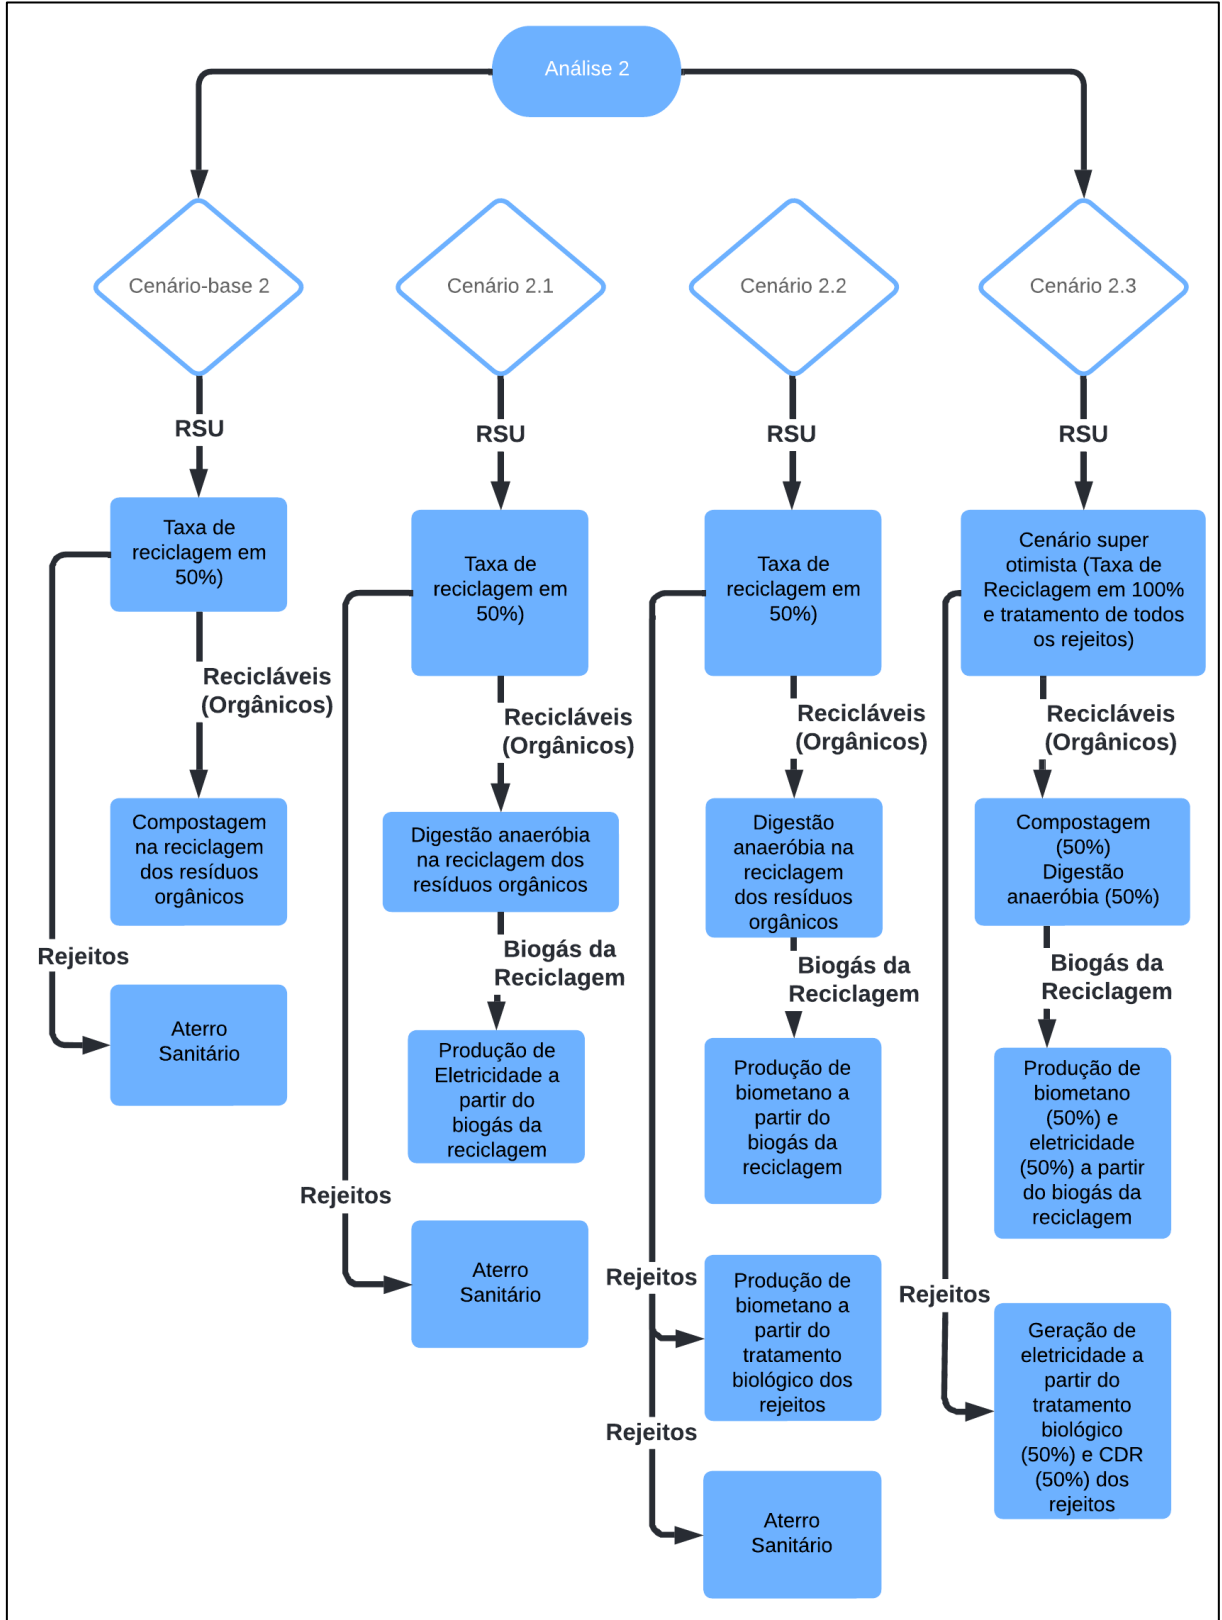 Análise 2
Cenário-base 2
Cenário 2.1
Cenário 2.2
Cenário 2.3
RSU
RSU
RSU
RSU
Taxa de
reciclagem em
50%)
Taxa de
reciclagem em
50%)
Taxa de
reciclagem em
50%)
Cenário super
otimista (Taxa de
Reciclagem em 100%
e tratamento de todos
os rejeitos)
Recicláveis
(Orgânicos)
Recicláveis
(Orgânicos)
Recicláveis
(Orgânicos)
Recicláveis
(Orgânicos)
Compostagem
na reciclagem
dos resíduos
orgânicos
Digestão anaeróbia
na reciclagem dos
resíduos orgânicos
Digestão
anaeróbia na
reciclagem
dos resíduos
orgânicos
Compostagem
(50%)
Digestão
anaeróbia (50%)
Rejeitos
Biogás da
Reciclagem
Biogás da
Reciclagem
Biogás da
Reciclagem
Aterro
Sanitário
Produção de
Eletricidade a
partir do
biogás da
reciclagem
Produção de
biometano a
partir do
biogás da
reciclagem
Produção de
biometano
(50%) e
eletricidade
(50%) a partir
do biogás da
reciclagem
Rejeitos
Aterro
Sanitário
Rejeitos
Produção de
biometano a
partir do
tratamento
biológico dos
rejeitos
Rejeitos
Geração de
eletricidade a
partir do
tratamento
biológico
(50%) e CDR
(50%) dos
rejeitos
Rejeitos
Aterro
Sanitário